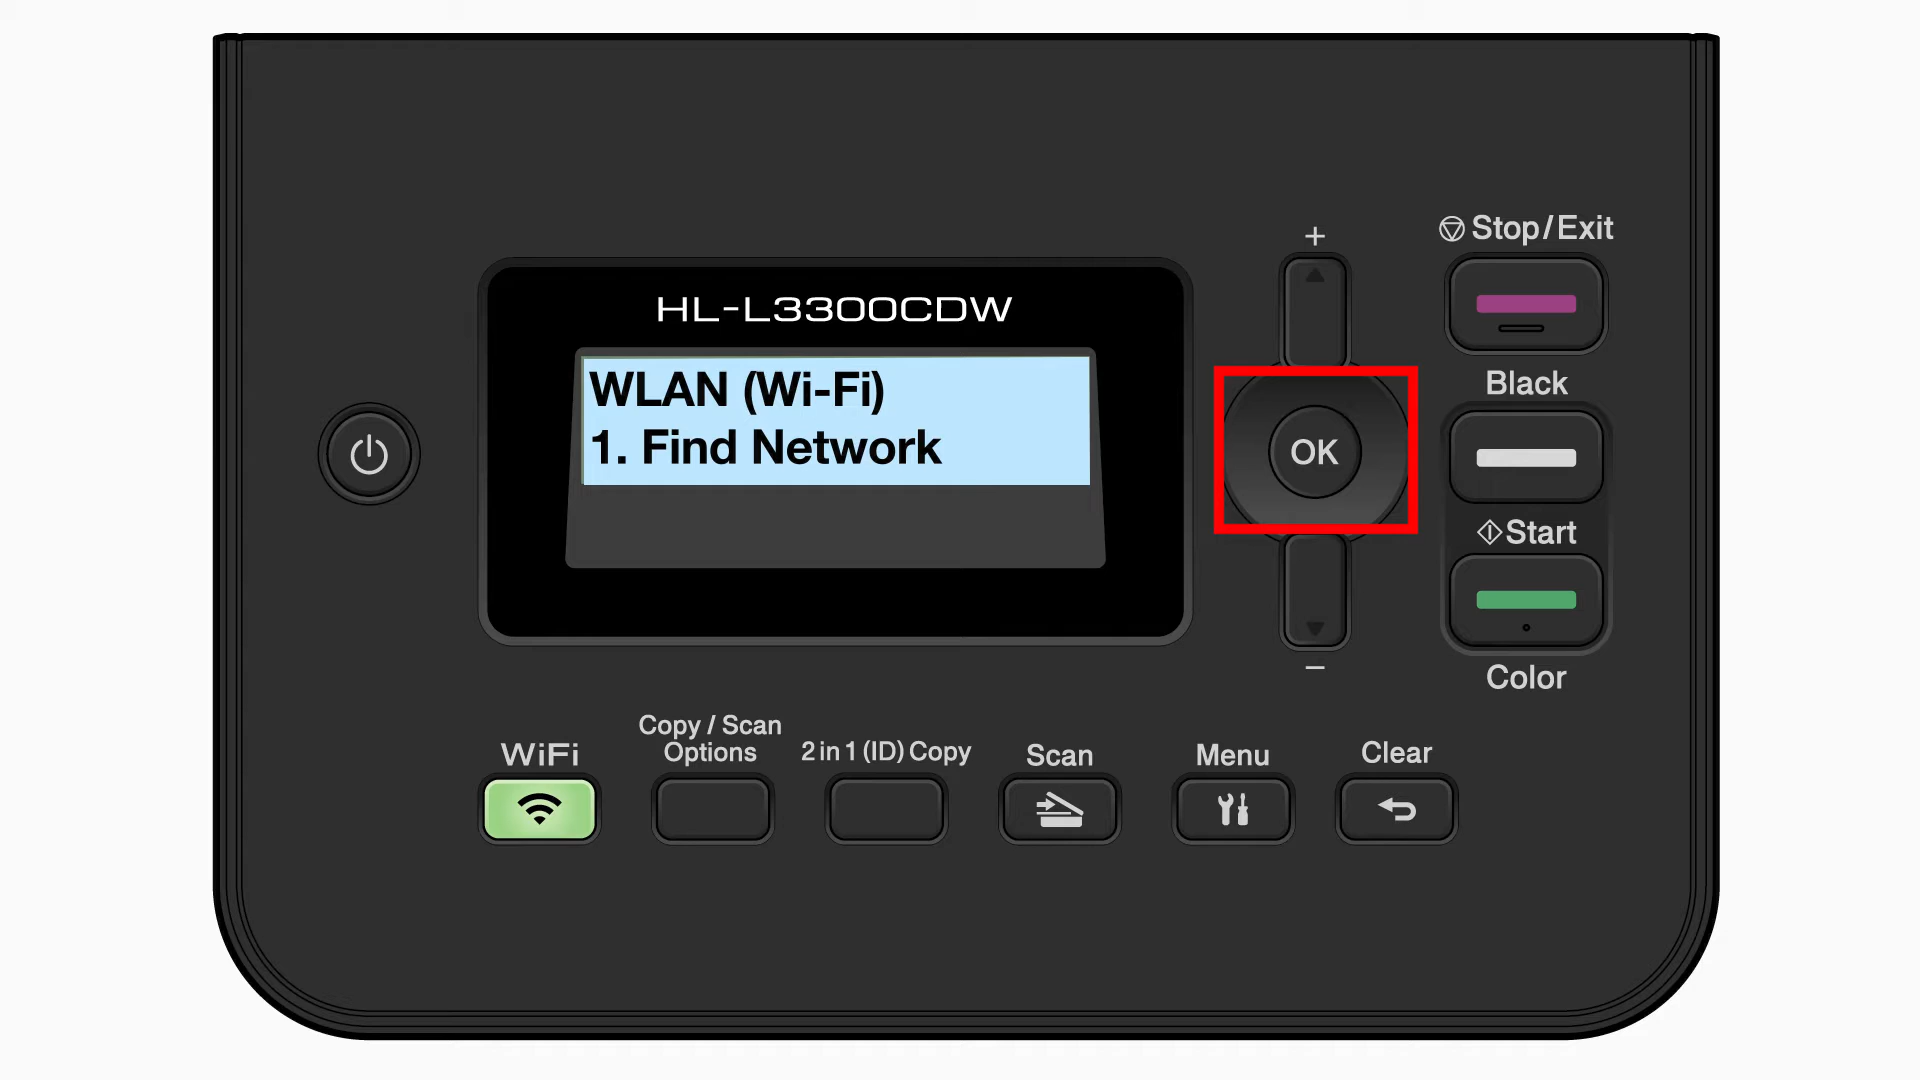 HL-L3300CDW
WLAN (Wi-Fi)
1. Find Network
+
OK
−
Stop/Exit
Black
Start
Color
WiFi
Copy / Scan
Options
2 in 1 (ID) Copy
Scan
Menu
Clear